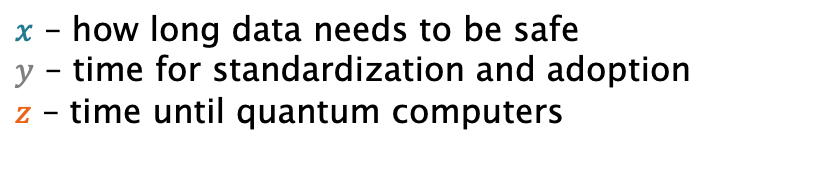 x – how long data needs to be safe
y – time for standardization and adoption
z – time until quantum computers